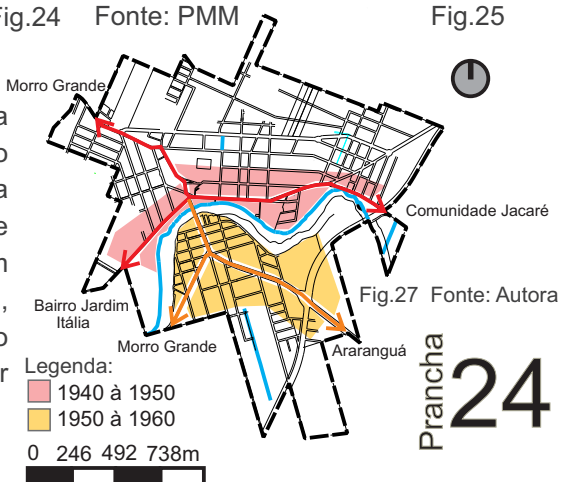 Fig.24 Fonte: PMM
Fig.25
Morro Grande
a
o
a
e
Comunidade Jacaré
Fig.27 Fonte: Autora
Bairro Jardim
Itália
,
o
r
Morro Grande
Araranguá
Legenda:
1940 à 1950
1950 à 1960
0 246 492 738m
Prancha
24